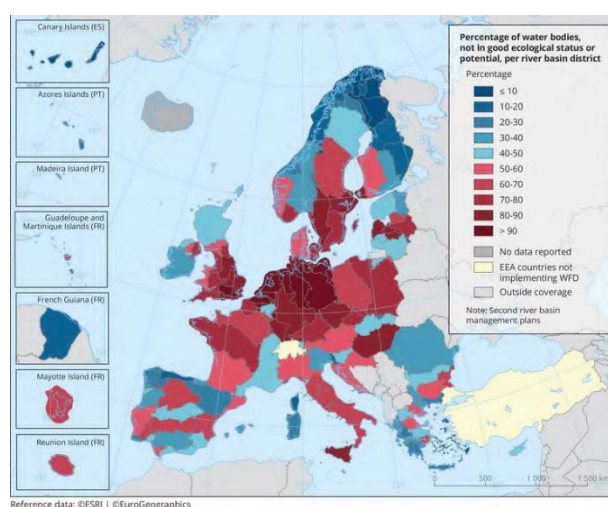 Canary Islands (ES)
Azores Islands (PT)
Madeira Island (PT)
Guadeloupe and
Martinique Islands (FR)
French Guiana (FR)
Mayotte Island (FR)
Reunion Island (FR)
Percentage of water bodies,
not in good ecological status or
potential, per river basin district
Percentage
≤ 10
10-20
20-30
30-40
40-50
50-60
60-70
70-80
80-90
> 90
No data reported
EEA countries not
implementing WFD
Outside coverage
Note: Second river basin
management plans
0 500 1 000 1 500 km
Reference data: ©ESRI | ©EuroGeographics